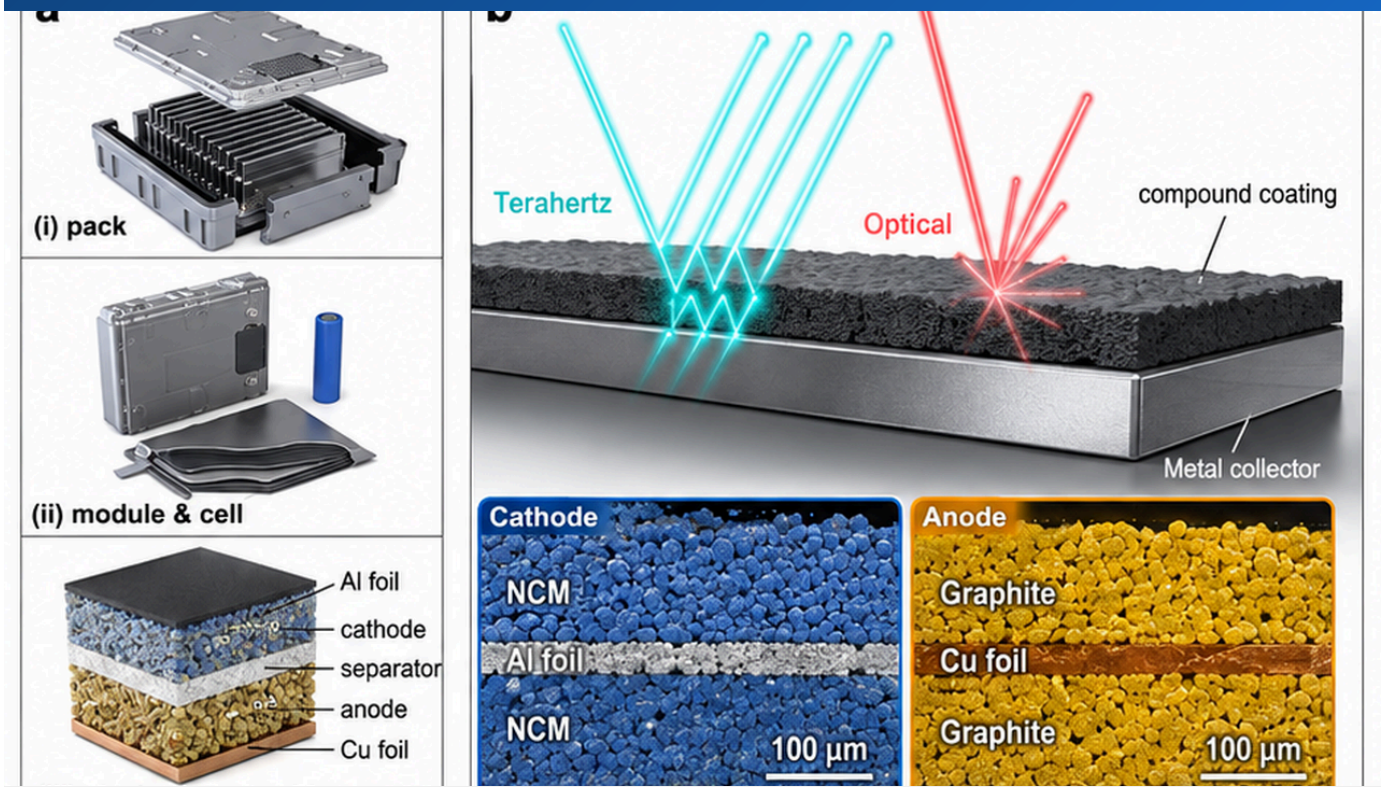 a
(i) pack
(ii) module & cell
Al foil
cathode
separator
anode
Cu foil
b
Terahertz
Optical
compound coating
Metal collector
Cathode
NCM
Al foil
NCM
100 μm
Anode
Graphite
Cu foil
Graphite
100 μm